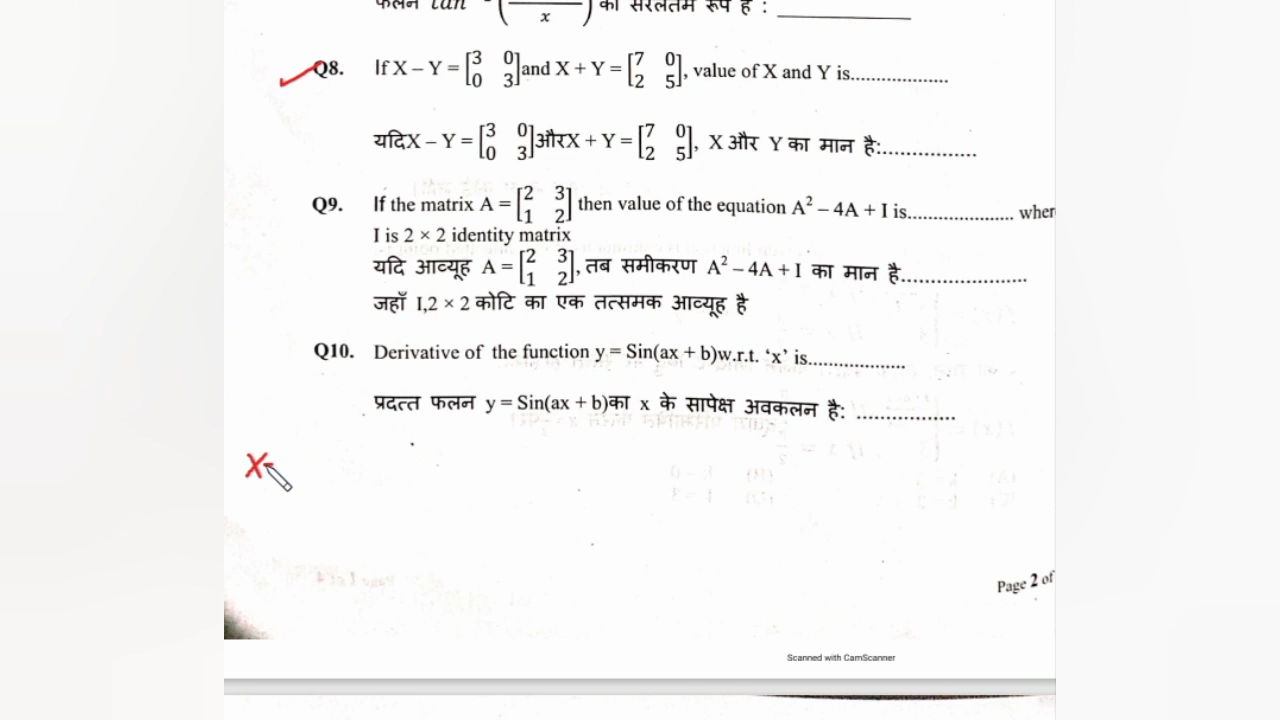 x
का सरलतम रूप है : ____________
Q8. If X – Y = [3 0 0 3] and X + Y = [7 0 2 5], value of X and Y is..................
यदिX – Y = [3 0 0 3] औरX + Y = [7 0 2 5], X और Y का मान है:................
Q9. If the matrix A = [2 3 1 2] then value of the equation A² – 4A + I is.................... wher
I is 2 × 2 identity matrix
यदि आव्यूह A = [2 3 1 2], तब समीकरण A² – 4A + I का मान है.......................
जहाँ I,2 × 2 कोटि का एक तत्समक आव्यूह है
Q10. Derivative of the function y = Sin(ax + b)w.r.t. ‘x’ is..................
प्रदत्त फलन y = Sin(ax + b)का x के सापेक्ष अवकलन है: ..................
X
Page 2 of
Scanned with CamScanner